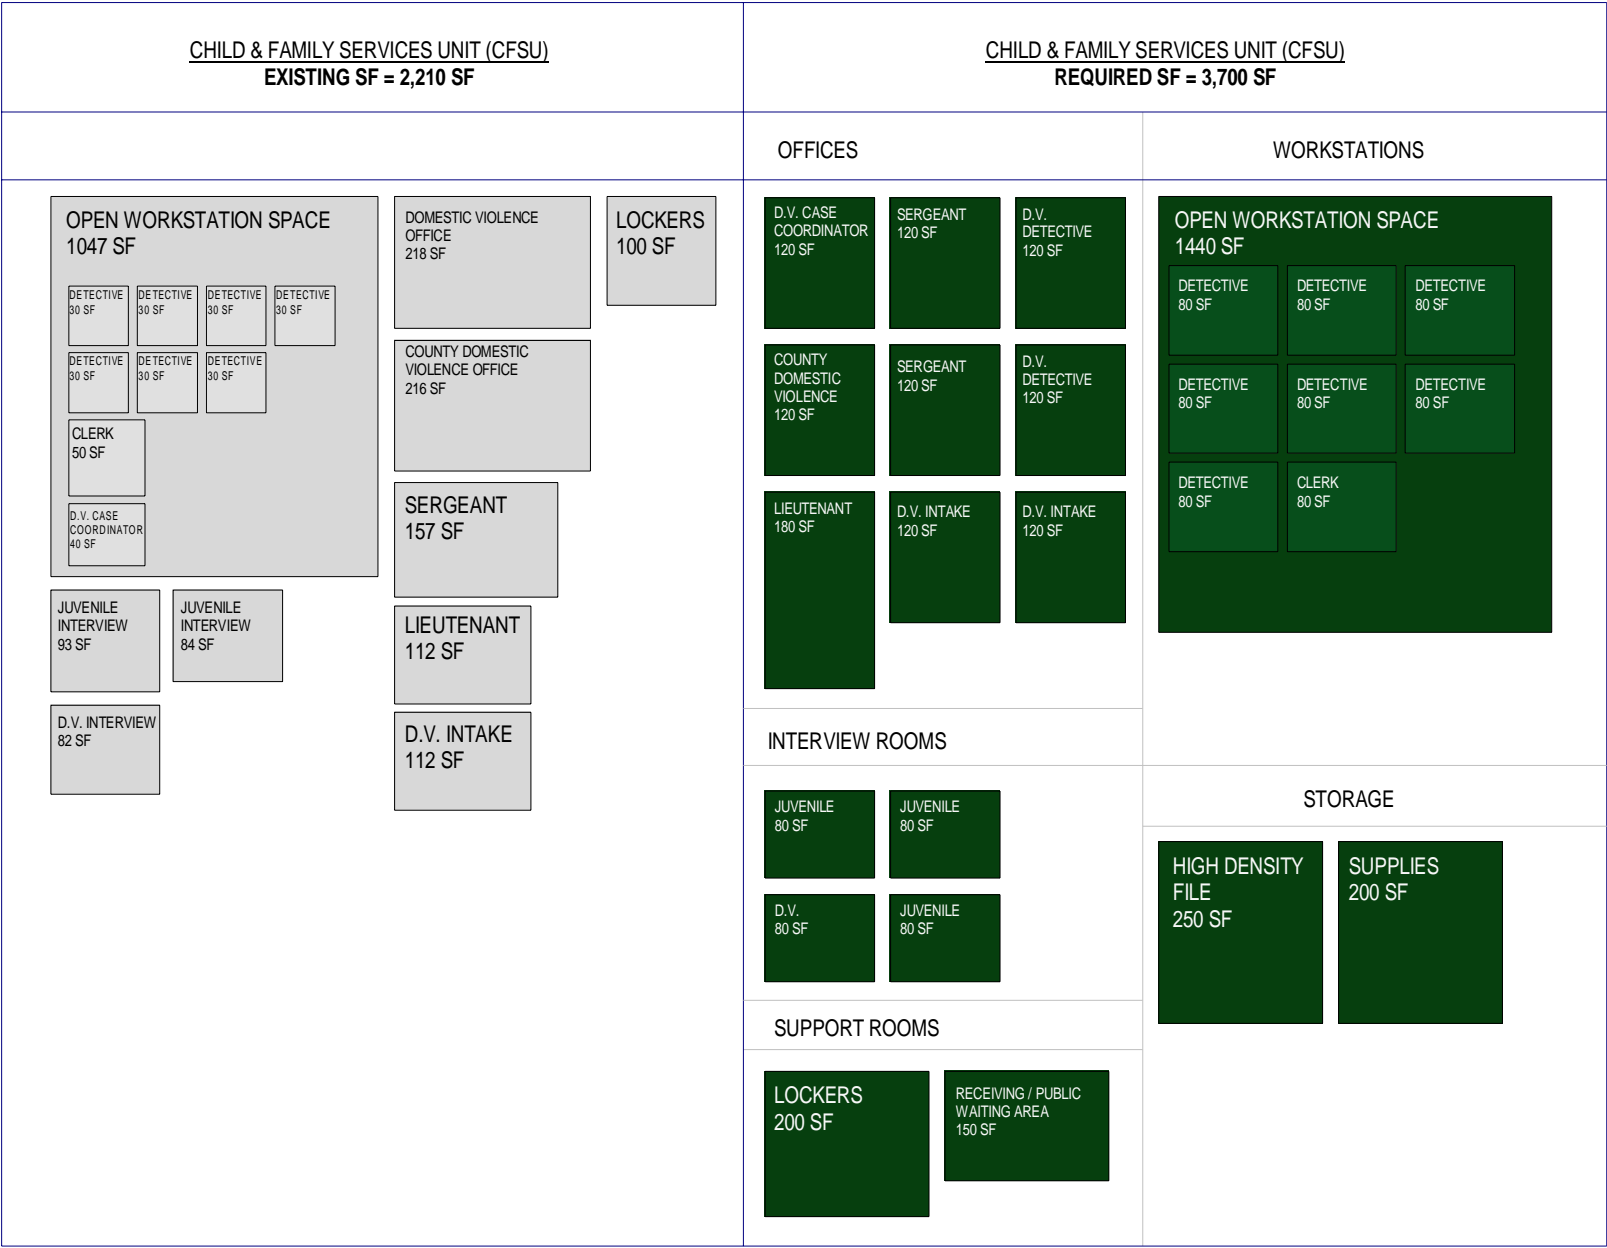 CHILD & FAMILY SERVICES UNIT (CFSU)
EXISTING SF = 2,210 SF
OPEN WORKSTATION SPACE
1047 SF
DETECTIVE
30 SF
DETECTIVE
30 SF
DETECTIVE
30 SF
DETECTIVE
30 SF
DETECTIVE
30 SF
DETECTIVE
30 SF
DETECTIVE
30 SF
CLERK
50 SF
D.V. CASE
COORDINATOR
40 SF
JUVENILE
INTERVIEW
93 SF
JUVENILE
INTERVIEW
84 SF
D.V. INTERVIEW
82 SF
DOMESTIC VIOLENCE
OFFICE
218 SF
COUNTY DOMESTIC
VIOLENCE OFFICE
216 SF
SERGEANT
157 SF
LIEUTENANT
112 SF
D.V. INTAKE
112 SF
LOCKERS
100 SF
CHILD & FAMILY SERVICES UNIT (CFSU)
REQUIRED SF = 3,700 SF
OFFICES
D.V. CASE
COORDINATOR
120 SF
SERGEANT
120 SF
D.V.
DETECTIVE
120 SF
COUNTY
DOMESTIC
VIOLENCE
120 SF
SERGEANT
120 SF
D.V.
DETECTIVE
120 SF
LIEUTENANT
180 SF
D.V. INTAKE
120 SF
D.V. INTAKE
120 SF
INTERVIEW ROOMS
JUVENILE
80 SF
JUVENILE
80 SF
D.V.
80 SF
JUVENILE
80 SF
SUPPORT ROOMS
LOCKERS
200 SF
RECEIVING / PUBLIC
WAITING AREA
150 SF
WORKSTATIONS
OPEN WORKSTATION SPACE
1440 SF
DETECTIVE
80 SF
DETECTIVE
80 SF
DETECTIVE
80 SF
DETECTIVE
80 SF
DETECTIVE
80 SF
DETECTIVE
80 SF
DETECTIVE
80 SF
CLERK
80 SF
STORAGE
HIGH DENSITY
FILE
250 SF
SUPPLIES
200 SF